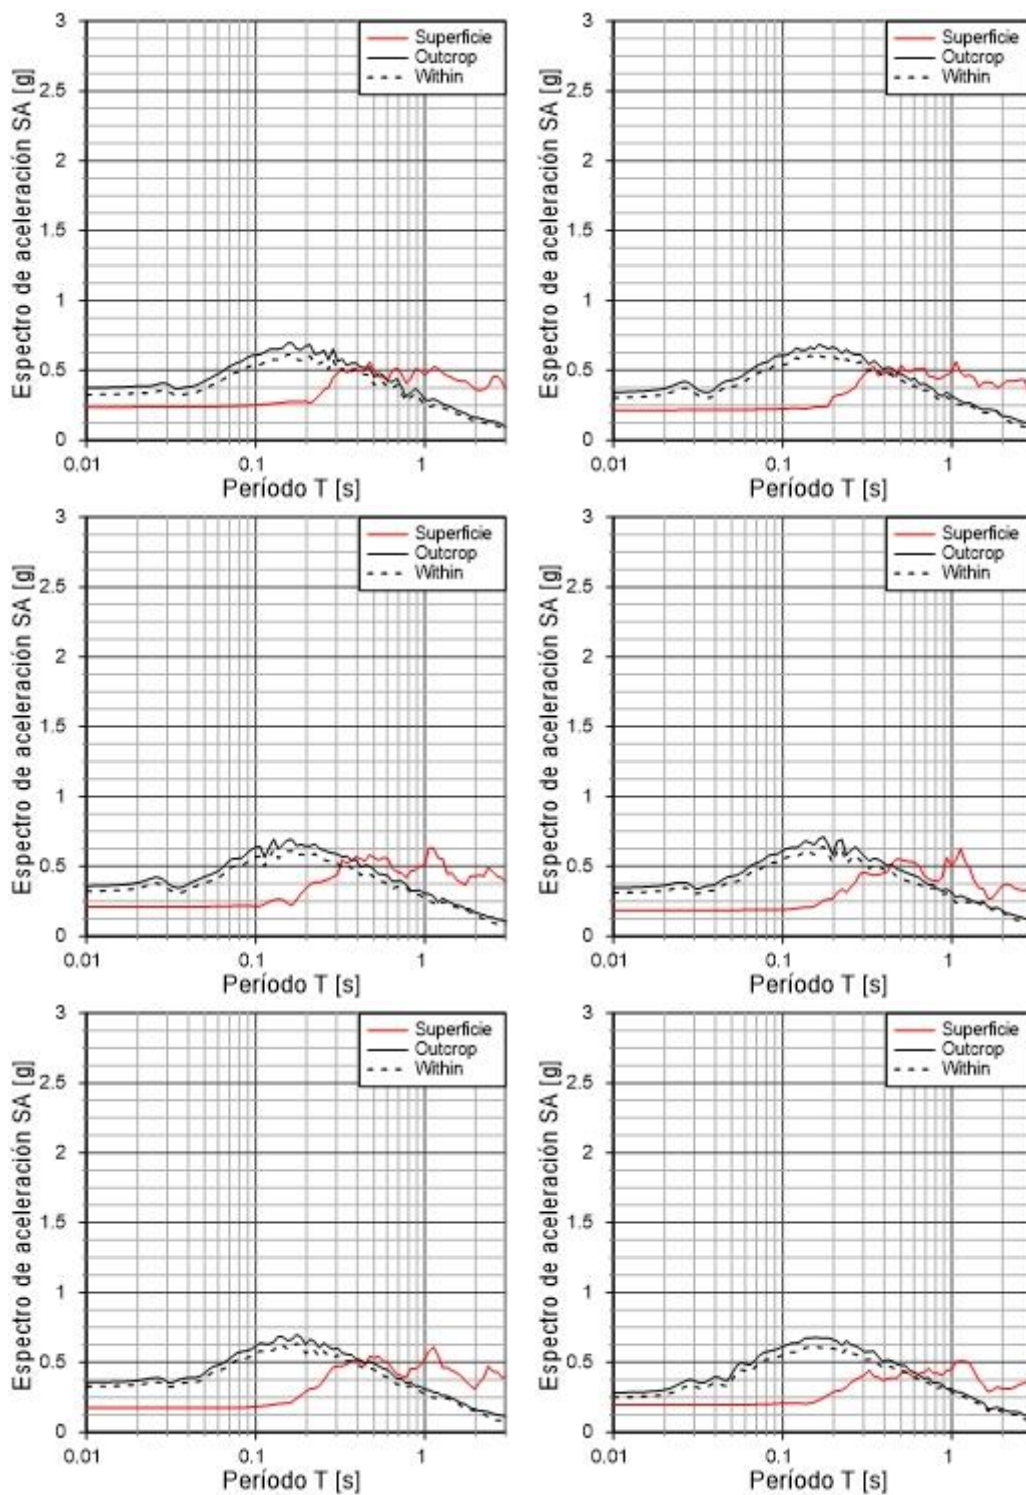 3
2.5
2
1.5
1
0.5
0
Espectro de aceleración SA [g]
Superficie
Outcrop
Within
0.01
0.1
1
Período T [s]
3
2.5
2
1.5
1
0.5
0
Espectro de aceleración SA [g]
Superficie
Outcrop
Within
0.01
0.1
1
Período T [s]
3
2.5
2
1.5
1
0.5
0
Espectro de aceleración SA [g]
Superficie
Outcrop
Within
0.01
0.1
1
Período T [s]
3
2.5
2
1.5
1
0.5
0
Espectro de aceleración SA [g]
Superficie
Outcrop
Within
0.01
0.1
1
Período T [s]
3
2.5
2
1.5
1
0.5
0
Espectro de aceleración SA [g]
Superficie
Outcrop
Within
0.01
0.1
1
Período T [s]
3
2.5
2
1.5
1
0.5
0
Espectro de aceleración SA [g]
Superficie
Outcrop
Within
0.01
0.1
1
Período T [s]